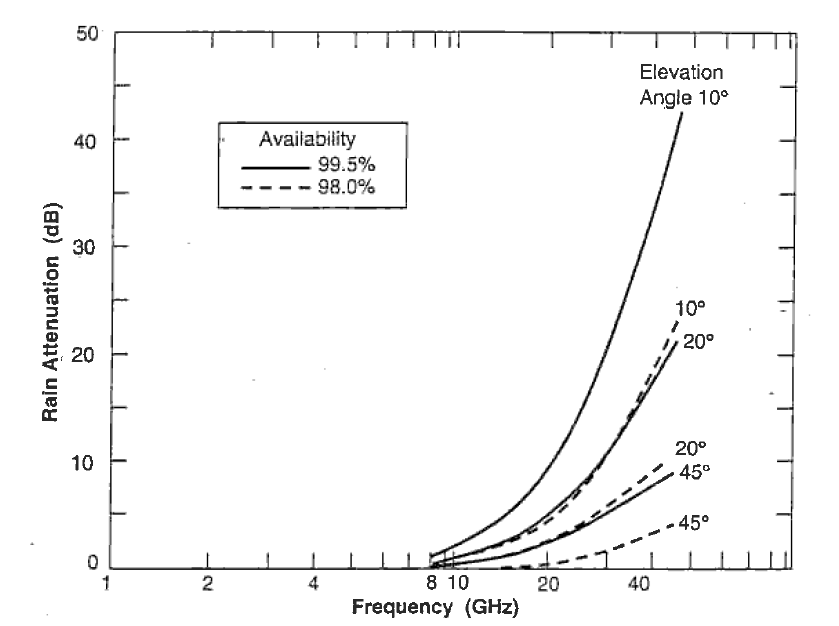 50
40
30
20
10
0
Rain Attenuation (dB)
Availability
99.5%
98.0%
Elevation
Angle 10°
10°
20°
20°
45°
45°
1 2 4 8 10 20 40
Frequency (GHz)